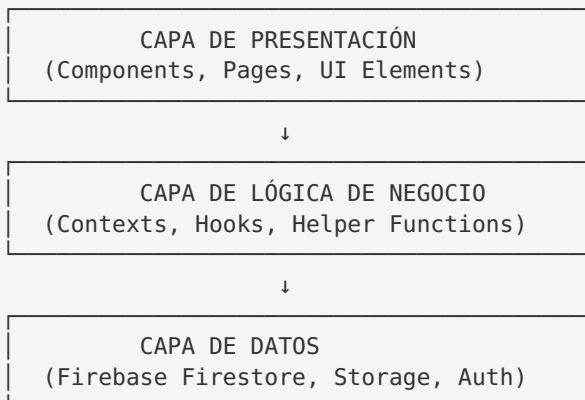 CAPA DE PRESENTACIÓN
(Components, Pages, UI Elements)
↓
CAPA DE LÓGICA DE NEGOCIO
(Contexts, Hooks, Helper Functions)
↓
CAPA DE DATOS
(Firebase Firestore, Storage, Auth)